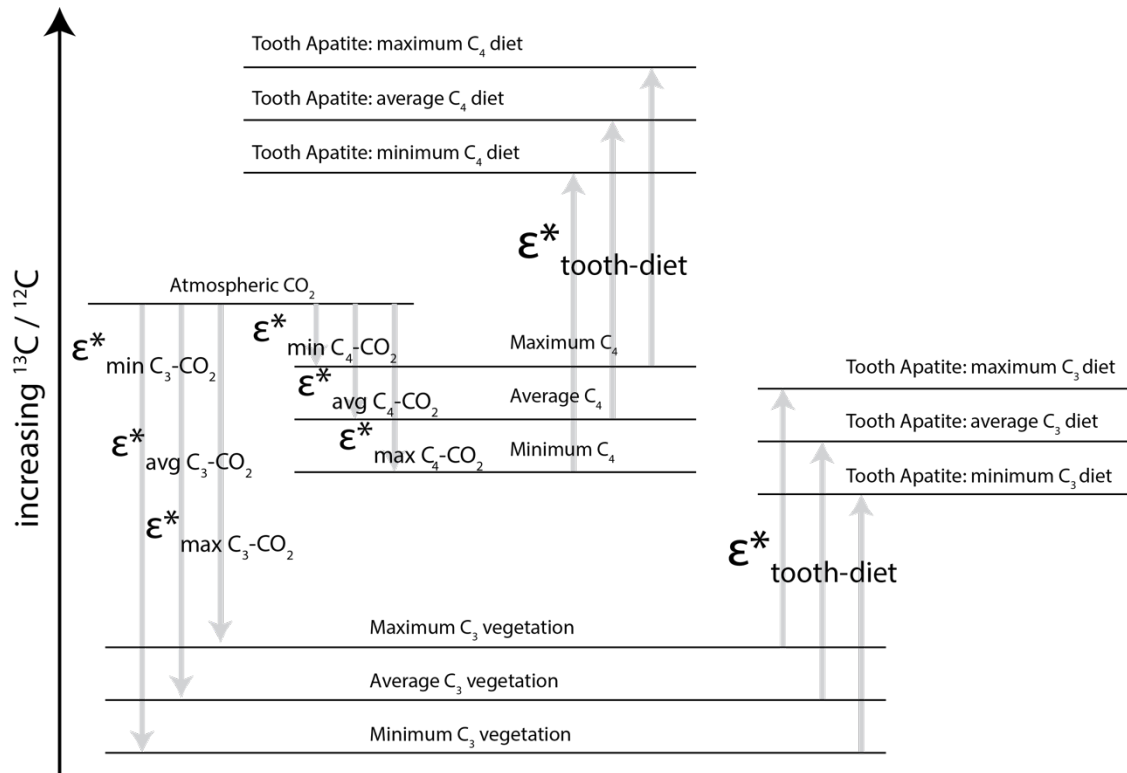 increasing ¹³C / ¹²C
Tooth Apatite: maximum C₄ diet
Tooth Apatite: average C₄ diet
Tooth Apatite: minimum C₄ diet
ε* tooth-diet
Atmospheric CO₂
ε* min C₃-CO₂
ε* min C₄-CO₂
Maximum C₄
ε* avg C₄-CO₂
Average C₄
ε* max C₄-CO₂
Minimum C₄
ε* avg C₃-CO₂
ε* max C₃-CO₂
Tooth Apatite: maximum C₃ diet
Tooth Apatite: average C₃ diet
Tooth Apatite: minimum C₃ diet
ε* tooth-diet
Maximum C₃ vegetation
Average C₃ vegetation
Minimum C₃ vegetation